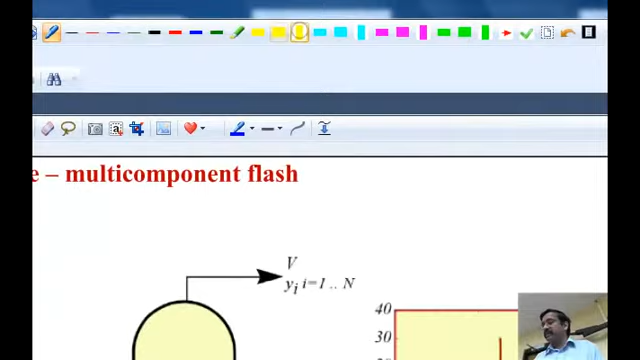 e – multicomponent flash
V
yi i=1 .. N
40
30